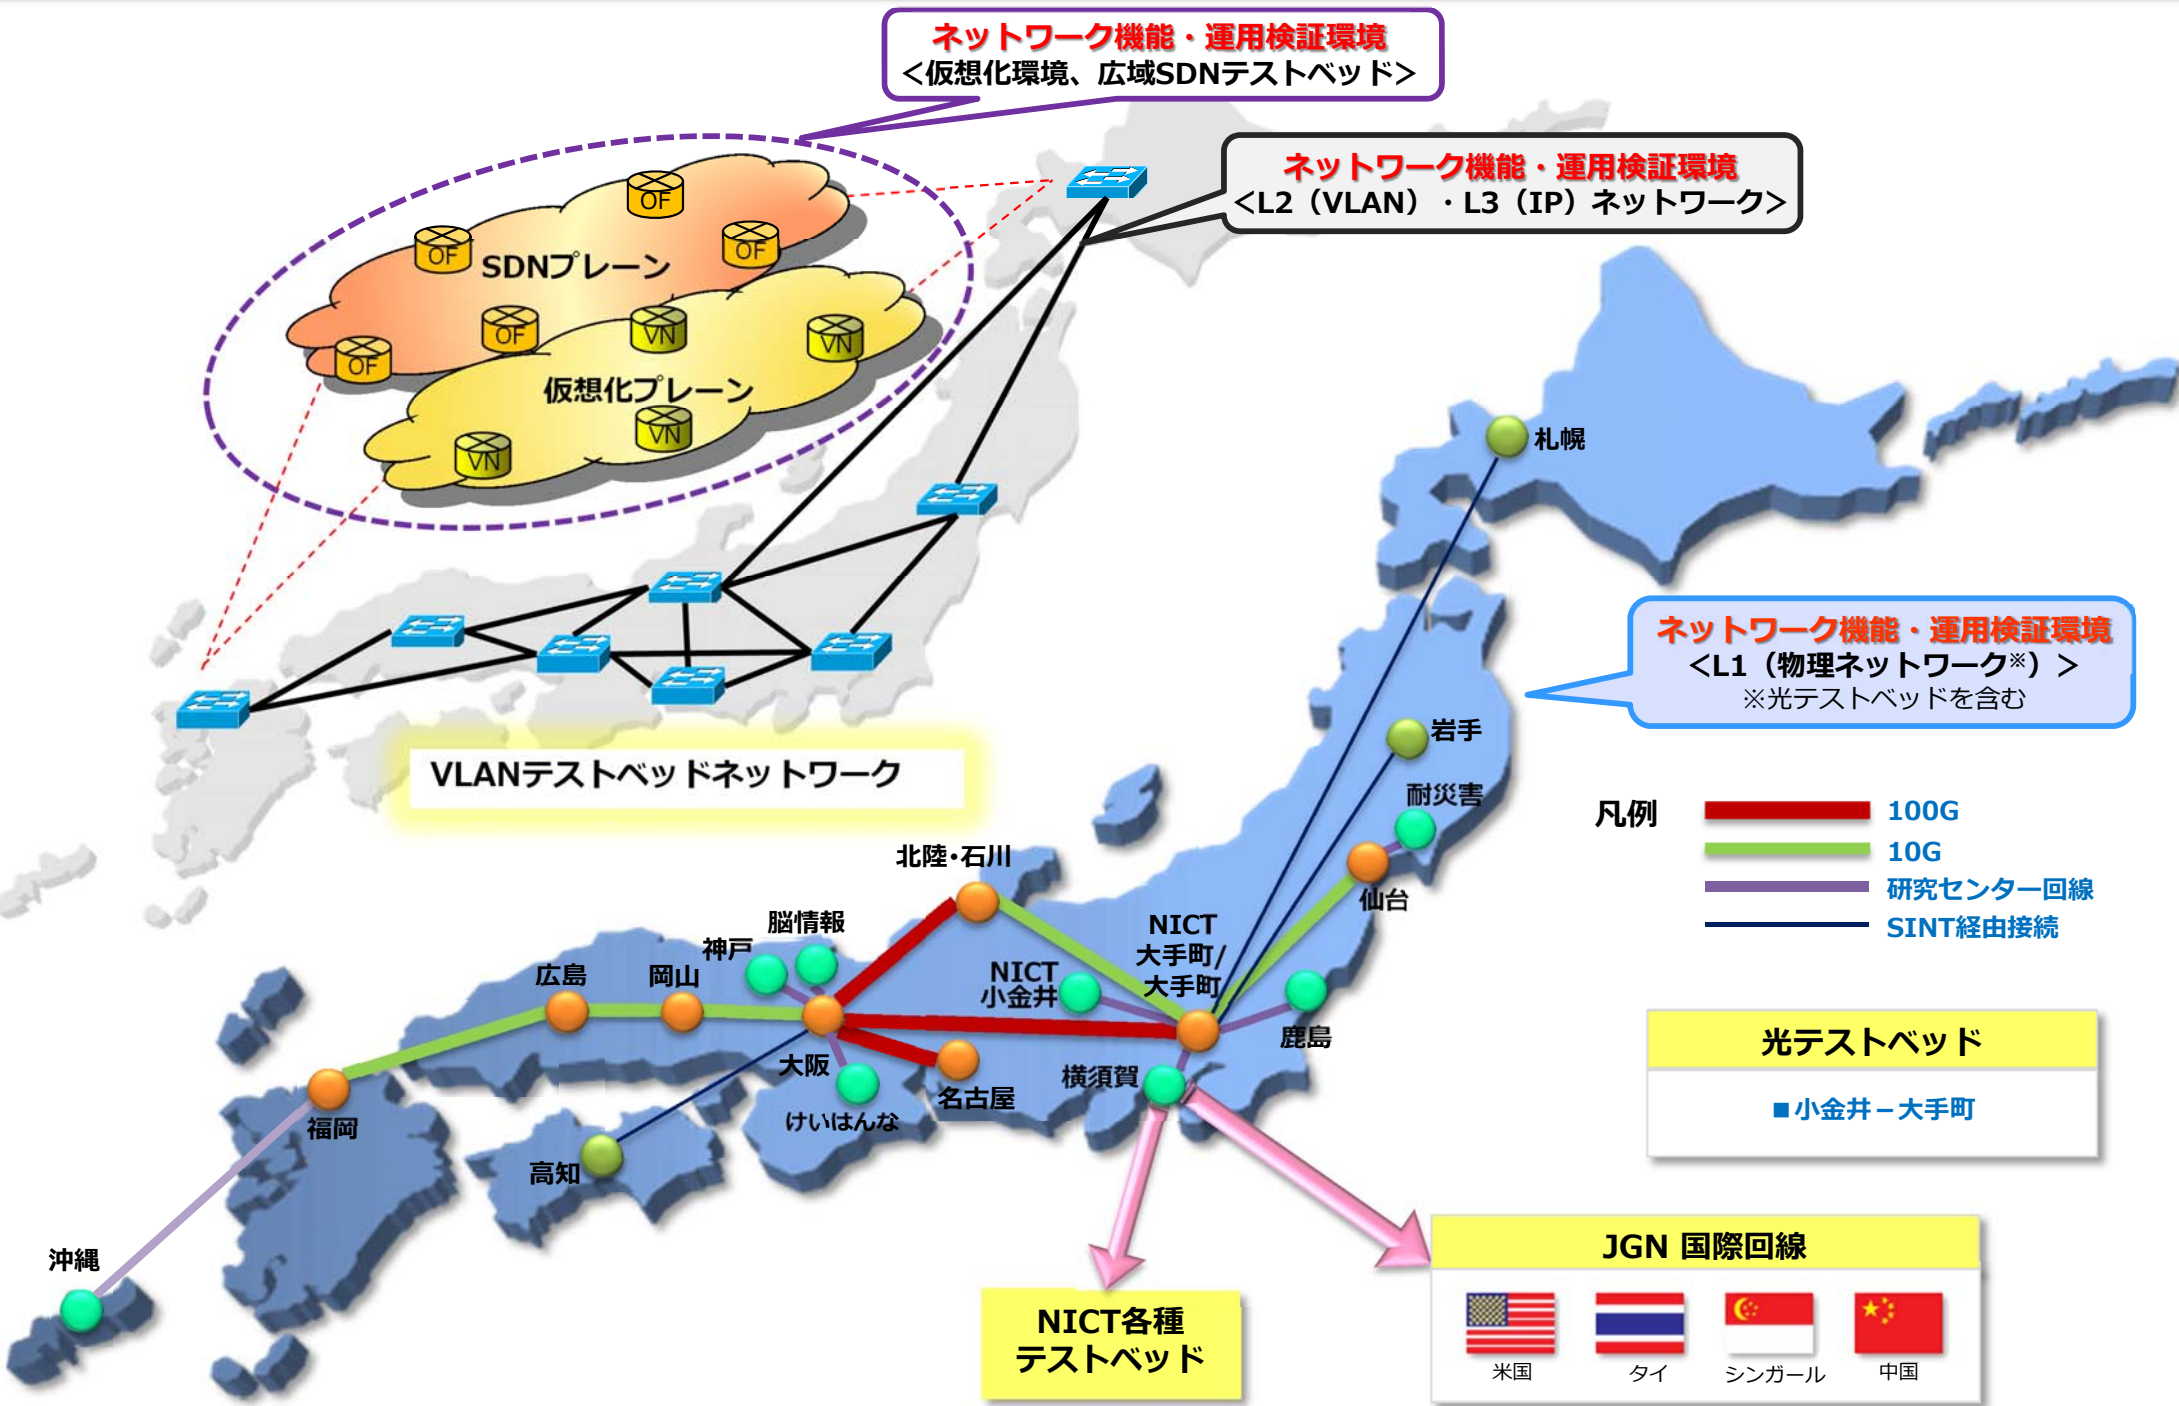 ネットワーク機能・運用検証環境
<仮想化環境、広域SDNテストベッド>
ネットワーク機能・運用検証環境
<L2（VLAN）・L3（IP）ネットワーク>
OF
OF
OF
SDNプレーン
OF
OF
VN
VN
仮想化プレーン
VN
VN
札幌
ネットワーク機能・運用検証環境
<L1（物理ネットワーク※）>
※光テストベッドを含む
VLANテストベッドネットワーク
岩手
耐災害
仙台
凡例
100G
10G
研究センター回線
SINT経由接続
北陸・石川
脳情報
神戸
広島
岡山
NICT
大手町/
大手町
NICT
小金井
鹿島
大阪
横須賀
名古屋
けいはんな
福岡
高知
沖縄
光テストベッド
■小金井－大手町
NICT各種
テストベッド
JGN 国際回線
米国
タイ
シンガール
中国